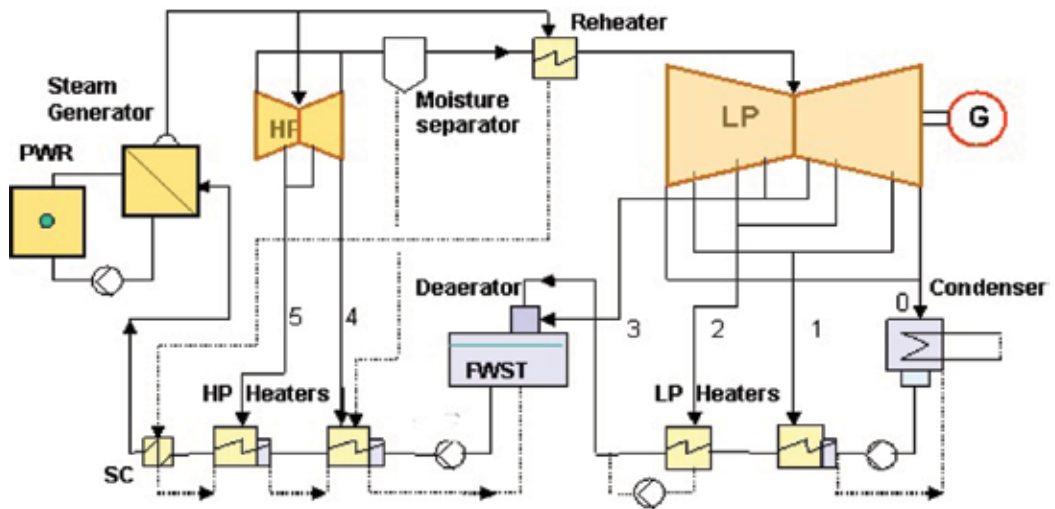 Reheater
Steam
Generator
Moisture
separator
HP
LP
G
PWR
Deaerator
Condenser
0
5
4
3
2
1
FWST
HP Heaters
LP Heaters
SC